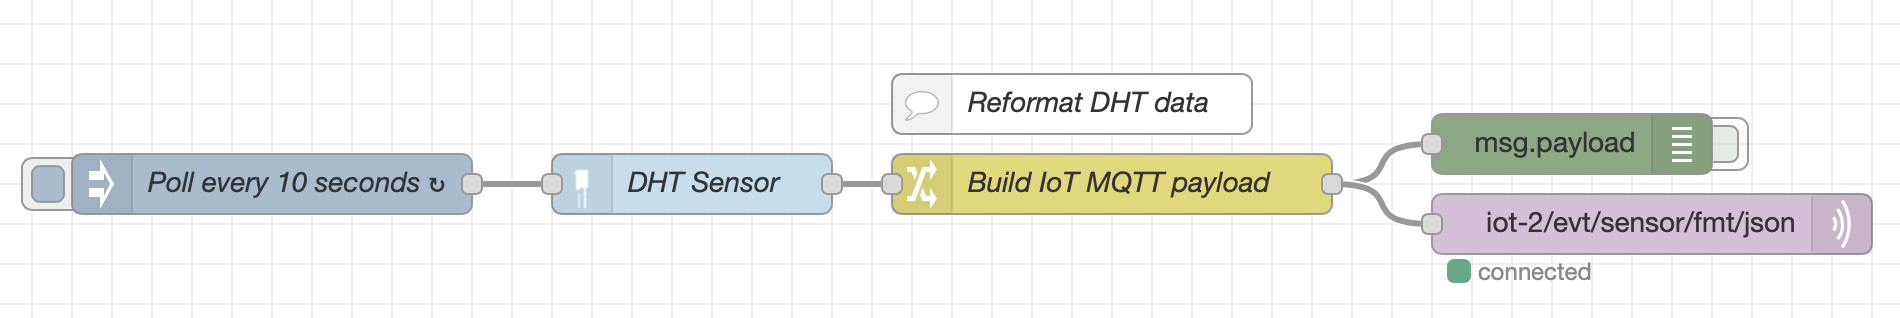 Reformat DHT data
Poll every 10 seconds ↻
DHT Sensor
Build IoT MQTT payload
msg.payload
iot-2/evt/sensor/fmt/json
connected